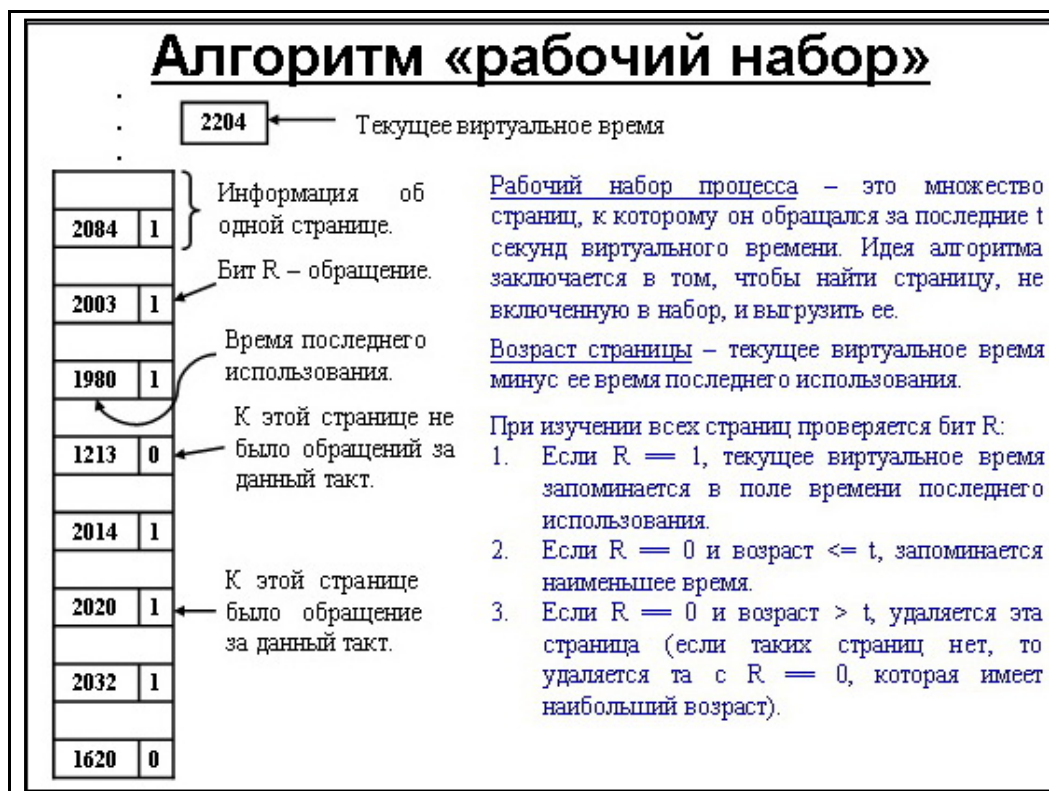 Алгоритм «рабочий набор»
2204
Текущее виртуальное время
2084 1
2003 1
1980 1
1213 0
2014 1
2020 1
2032 1
1620 0
Информация об
одной странице.
Бит R – обращение.
Время последнего
использования.
К этой странице не
было обращений за
данный такт.
К этой странице
было обращение
за данный такт.
Рабочий набор процесса – это множество
страниц, к которому он обращался за последние t
секунд виртуального времени. Идея алгоритма
заключается в том, чтобы найти страницу, не
включенную в набор, и выгрузить ее.
Возраст страницы – текущее виртуальное время
минус ее время последнего использования.
При изучении всех страниц проверяется бит R:
1. Если R == 1, текущее виртуальное время
запоминается в поле времени последнего
использования.
2. Если R == 0 и возраст <= t, запоминается
наименьшее время.
3. Если R == 0 и возраст > t, удаляется эта
страница (если таких страниц нет, то
удаляется та с R == 0, которая имеет
наибольший возраст).